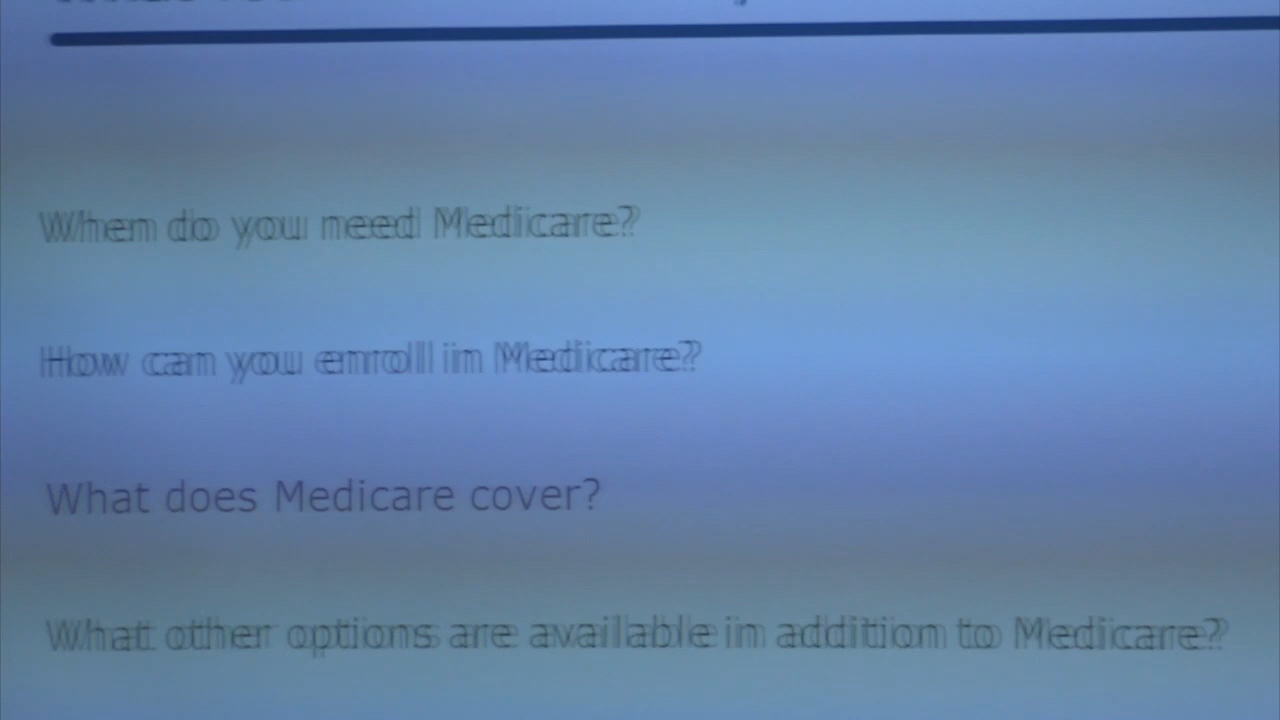 When do you need Medicare?
How can you enroll in Medicare?
What does Medicare cover?
What other options are available in addition to Medicare?